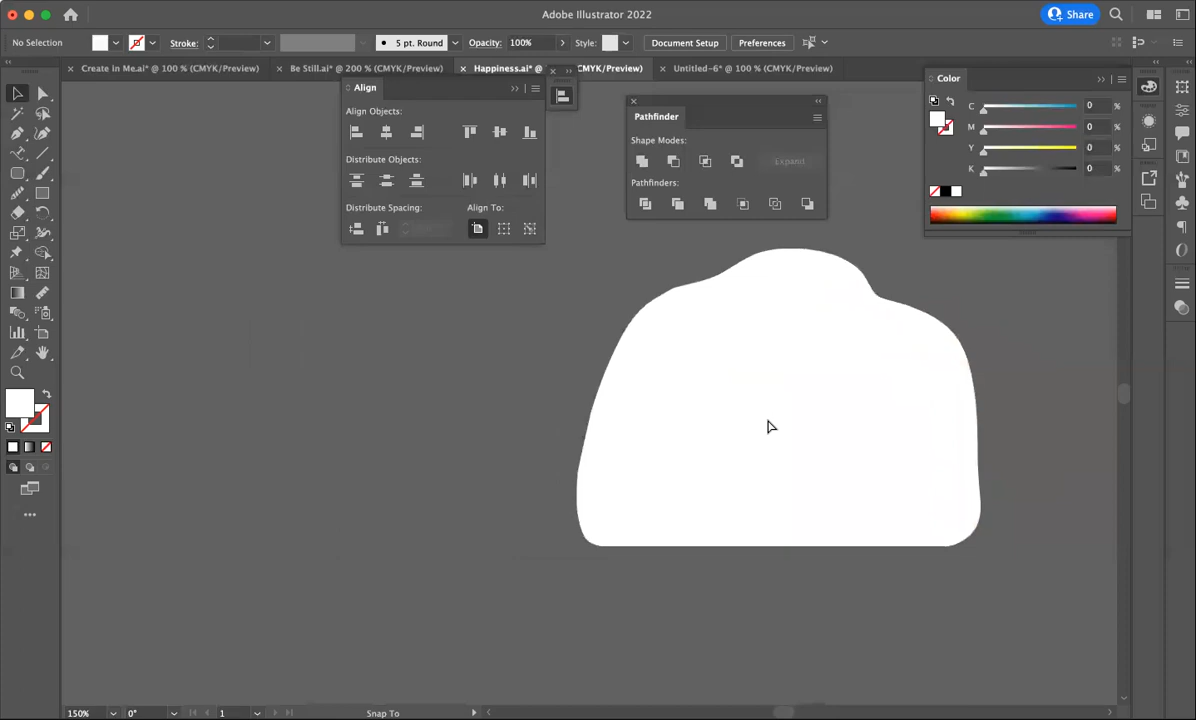 Adobe Illustrator 2022
Share
No Selection
Stroke:
5 pt. Round
Opacity: 100%
Style:
Document Setup
Preferences
Create in Me.ai* @ 100 % (CMYK/Preview)
Be Still.ai* @ 200 % (CMYK/Preview)
Happiness.ai* @
(CMYK/Preview)
Untitled-6* @ 100 % (CMYK/Preview)
Align
Align Objects:
Distribute Objects:
Distribute Spacing:
Align To:
Pathfinder
Shape Modes:
Expand
Pathfinders:
Color
C 0 %
M 0 %
Y 0 %
K 0 %
150%
0°
1
Snap To